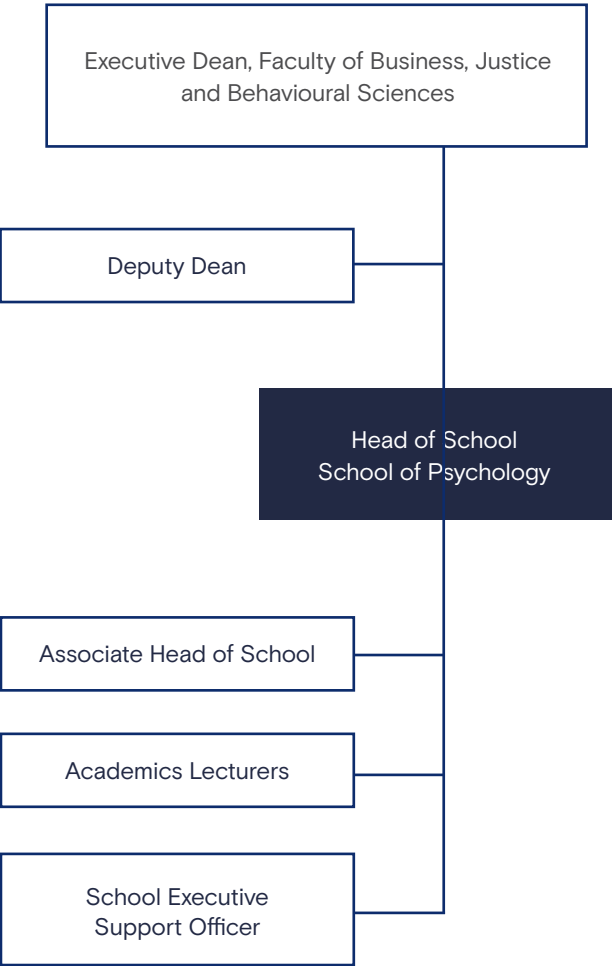 Executive Dean, Faculty of Business, Justice
and Behavioural Sciences
Deputy Dean
Head of School
School of Psychology
Associate Head of School
Academics Lecturers
School Executive
Support Officer